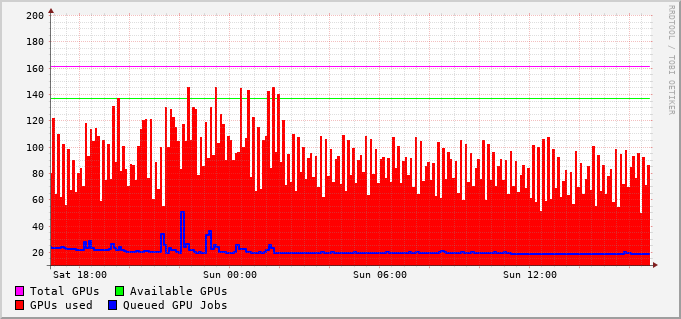 200
180
160
140
120
100
80
60
40
20
Sat 18:00 Sun 00:00 Sun 06:00 Sun 12:00
Total GPUs Available GPUs
GPUs used Queued GPU Jobs
RRDTOOL / TOBI OETIKER